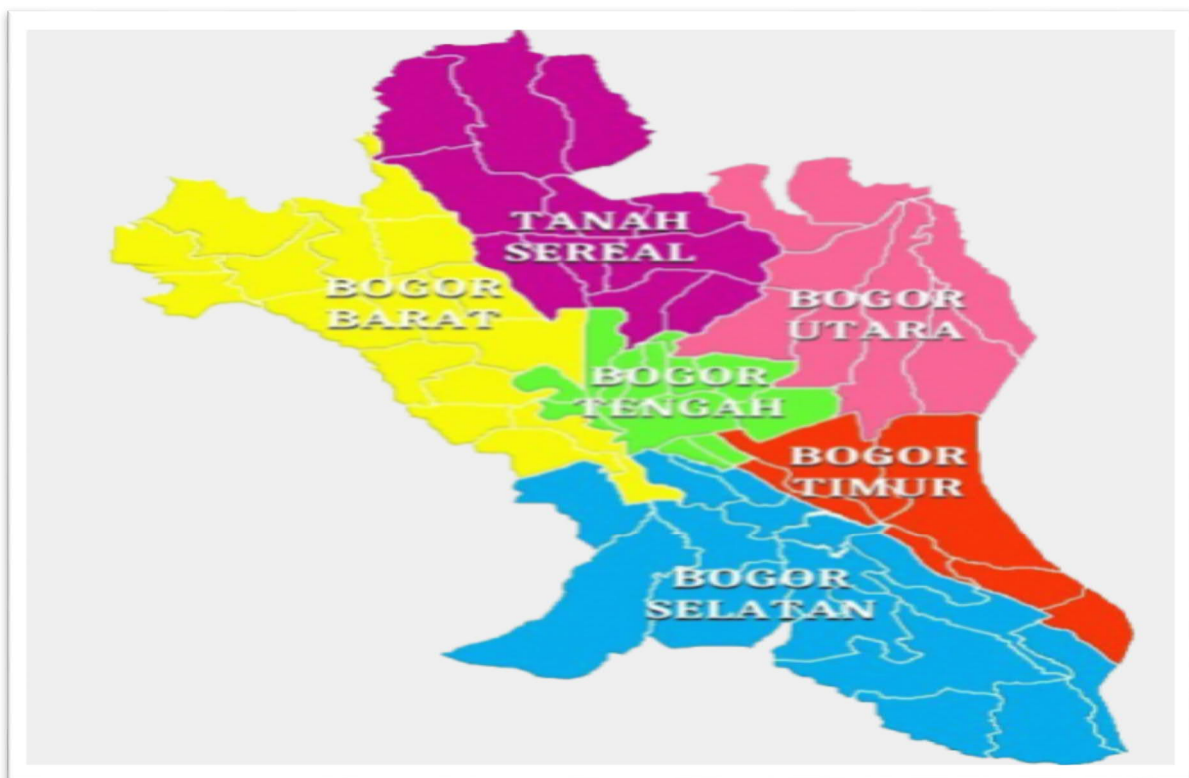 TANAH
SEREAL
BOGOR
BARAT
BOGOR
UTARA
BOGOR
TENGAH
BOGOR
TIMUR
BOGOR
SELATAN